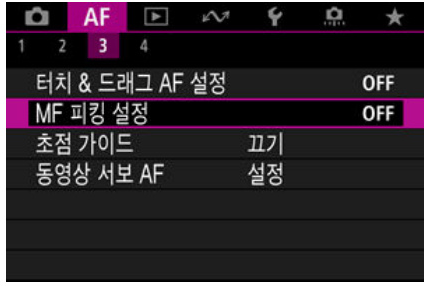 AF
1 2 3 4
터치 & 드래그 AF 설정 OFF
MF 피킹 설정 OFF
초점 가이드 끄기
동영상 서보 AF 설정